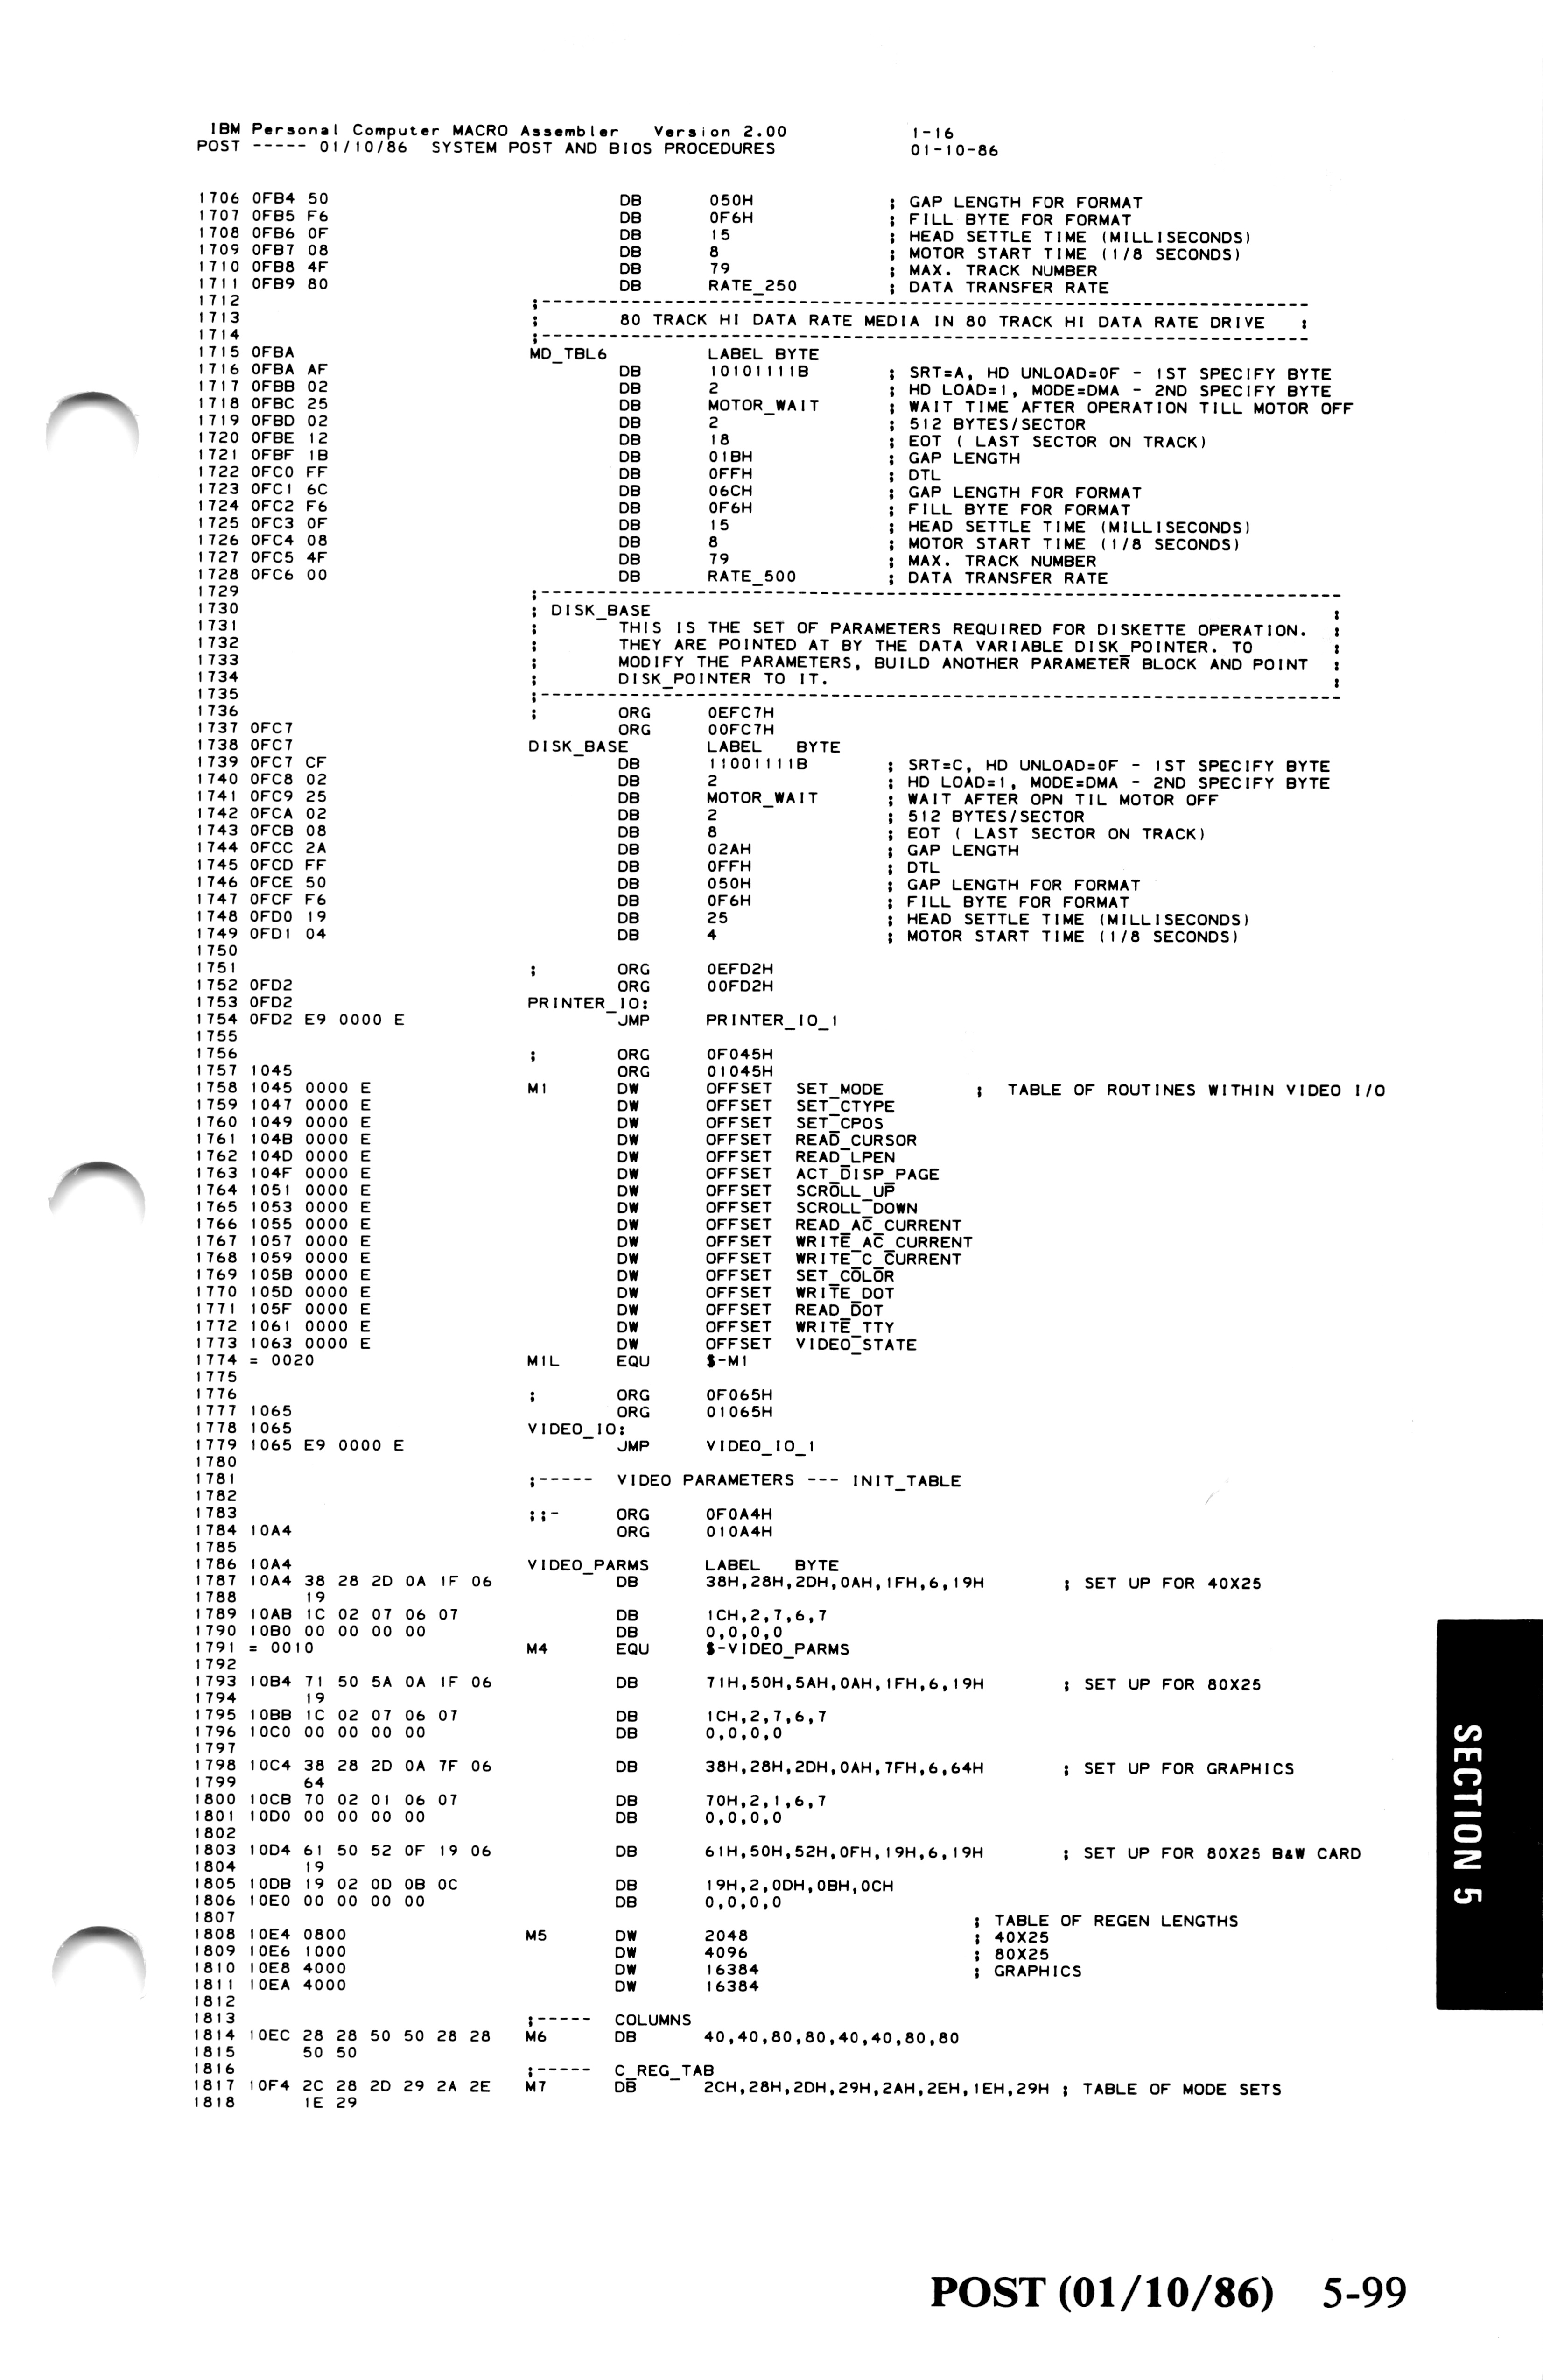 IBM Personal Computer MACRO Assembler   Version 2.00             1-16
POST ----- 01/10/86  SYSTEM POST AND BIOS PROCEDURES             01-10-86
1706 0FB4 50                DB      050H            ; GAP LENGTH FOR FORMAT
1707 0FB5 F6                DB      0F6H            ; FILL BYTE FOR FORMAT
1708 0FB6 0F                DB      15              ; HEAD SETTLE TIME (MILLISECONDS)
1709 0FB7 08                DB      8               ; MOTOR START TIME (1/8 SECONDS)
1710 0FB8 4F                DB      79              ; MAX. TRACK NUMBER
1711 0FB9 80                DB      RATE_250        ; DATA TRANSFER RATE
1712                ;-----------------------------------------------------------------------
1713                ;       80 TRACK HI DATA RATE MEDIA IN 80 TRACK HI DATA RATE DRIVE   :
1714                ;-----------------------------------------------------------------------
1715 0FBA           MD_TBL6         LABEL BYTE
1716 0FBA AF                DB      10101111B       ; SRT=A, HD UNLOAD=0F - 1ST SPECIFY BYTE
1717 0FBB 02                DB      2               ; HD LOAD=1, MODE=DMA - 2ND SPECIFY BYTE
1718 0FBC 25                DB      MOTOR_WAIT      ; WAIT TIME AFTER OPERATION TILL MOTOR OFF
1719 0FBD 02                DB      2               ; 512 BYTES/SECTOR
1720 0FBE 12                DB      18              ; EOT ( LAST SECTOR ON TRACK)
1721 0FBF 1B                DB      01BH            ; GAP LENGTH
1722 0FC0 FF                DB      0FFH            ; DTL
1723 0FC1 6C                DB      06CH            ; GAP LENGTH FOR FORMAT
1724 0FC2 F6                DB      0F6H            ; FILL BYTE FOR FORMAT
1725 0FC3 0F                DB      15              ; HEAD SETTLE TIME (MILLISECONDS)
1726 0FC4 08                DB      8               ; MOTOR START TIME (1/8 SECONDS)
1727 0FC5 4F                DB      79              ; MAX. TRACK NUMBER
1728 0FC6 00                DB      RATE_500        ; DATA TRANSFER RATE
1729                ;--------------------------------------------------------------------------
1730                ; DISK_BASE                                                              :
1731                ;       THIS IS THE SET OF PARAMETERS REQUIRED FOR DISKETTE OPERATION.   :
1732                ;       THEY ARE POINTED AT BY THE DATA VARIABLE DISK_POINTER. TO        :
1733                ;       MODIFY THE PARAMETERS, BUILD ANOTHER PARAMETER BLOCK AND POINT   :
1734                ;       DISK_POINTER TO IT.                                              :
1735                ;--------------------------------------------------------------------------
1736                ;       ORG     0EFC7H
1737 0FC7                   ORG     00FC7H
1738 0FC7           DISK_BASE       LABEL   BYTE
1739 0FC7 CF                DB      11001111B       ; SRT=C, HD UNLOAD=0F - 1ST SPECIFY BYTE
1740 0FC8 02                DB      2               ; HD LOAD=1, MODE=DMA - 2ND SPECIFY BYTE
1741 0FC9 25                DB      MOTOR_WAIT      ; WAIT AFTER OPN TIL MOTOR OFF
1742 0FCA 02                DB      2               ; 512 BYTES/SECTOR
1743 0FCB 08                DB      8               ; EOT ( LAST SECTOR ON TRACK)
1744 0FCC 2A                DB      02AH            ; GAP LENGTH
1745 0FCD FF                DB      0FFH            ; DTL
1746 0FCE 50                DB      050H            ; GAP LENGTH FOR FORMAT
1747 0FCF F6                DB      0F6H            ; FILL BYTE FOR FORMAT
1748 0FD0 19                DB      25              ; HEAD SETTLE TIME (MILLISECONDS)
1749 0FD1 04                DB      4               ; MOTOR START TIME (1/8 SECONDS)
1750
1751                ;       ORG     0EFD2H
1752 0FD2                   ORG     00FD2H
1753 0FD2           PRINTER_IO:
1754 0FD2 E9 0000 E         JMP     PRINTER_IO_1
1755
1756                ;       ORG     0F045H
1757 1045                   ORG     01045H
1758 1045 0000 E    M1      DW      OFFSET  SET_MODE        ;  TABLE OF ROUTINES WITHIN VIDEO I/O
1759 1047 0000 E            DW      OFFSET  SET_CTYPE
1760 1049 0000 E            DW      OFFSET  SET_CPOS
1761 104B 0000 E            DW      OFFSET  READ_CURSOR
1762 104D 0000 E            DW      OFFSET  READ_LPEN
1763 104F 0000 E            DW      OFFSET  ACT_DISP_PAGE
1764 1051 0000 E            DW      OFFSET  SCROLL_UP
1765 1053 0000 E            DW      OFFSET  SCROLL_DOWN
1766 1055 0000 E            DW      OFFSET  READ_AC_CURRENT
1767 1057 0000 E            DW      OFFSET  WRITE_AC_CURRENT
1768 1059 0000 E            DW      OFFSET  WRITE_C_CURRENT
1769 105B 0000 E            DW      OFFSET  SET_COLOR
1770 105D 0000 E            DW      OFFSET  WRITE_DOT
1771 105F 0000 E            DW      OFFSET  READ_DOT
1772 1061 0000 E            DW      OFFSET  WRITE_TTY
1773 1063 0000 E            DW      OFFSET  VIDEO_STATE
1774 = 0020         M1L     EQU     $-M1
1775
1776                ;       ORG     0F065H
1777 1065                   ORG     01065H
1778 1065           VIDEO_IO:
1779 1065 E9 0000 E         JMP     VIDEO_IO_1
1780
1781                ;-----  VIDEO PARAMETERS --- INIT_TABLE
1782
1783                ;;-     ORG     0F0A4H
1784 10A4                   ORG     010A4H
1785
1786 10A4           VIDEO_PARMS     LABEL   BYTE
1787 10A4 38 28 2D 0A 1F 06         DB      38H,28H,2DH,0AH,1FH,6,19H       ; SET UP FOR 40X25
1788      19
1789 10AB 1C 02 07 06 07            DB      1CH,2,7,6,7
1790 10B0 00 00 00 00               DB      0,0,0,0
1791 = 0010         M4      EQU     $-VIDEO_PARMS
1792
1793 10B4 71 50 5A 0A 1F 06         DB      71H,50H,5AH,0AH,1FH,6,19H       ; SET UP FOR 80X25
1794      19
1795 10BB 1C 02 07 06 07            DB      1CH,2,7,6,7
1796 10C0 00 00 00 00               DB      0,0,0,0
1797
1798 10C4 38 28 2D 0A 7F 06         DB      38H,28H,2DH,0AH,7FH,6,64H       ; SET UP FOR GRAPHICS
1799      64
1800 10CB 70 02 01 06 07            DB      70H,2,1,6,7
1801 10D0 00 00 00 00               DB      0,0,0,0
1802
1803 10D4 61 50 52 0F 19 06         DB      61H,50H,52H,0FH,19H,6,19H       ; SET UP FOR 80X25 B&W CARD
1804      19
1805 10DB 19 02 0D 0B 0C            DB      19H,2,0DH,0BH,0CH
1806 10E0 00 00 00 00               DB      0,0,0,0
1807                                                        ; TABLE OF REGEN LENGTHS
1808 10E4 0800      M5      DW      2048                    ; 40X25
1809 10E6 1000              DW      4096                    ; 80X25
1810 10E8 4000              DW      16384                   ; GRAPHICS
1811 10EA 4000              DW      16384
1812
1813                ;-----  COLUMNS
1814 10EC 28 28 50 50 28 28 M6      DB      40,40,80,80,40,40,80,80
1815      50 50
1816                ;-----  C_REG_TAB
1817 10F4 2C 28 2D 29 2A 2E M7      DB      2CH,28H,2DH,29H,2AH,2EH,1EH,29H ; TABLE OF MODE SETS
1818      1E 29
SECTION 5
POST (01/10/86)   5-99